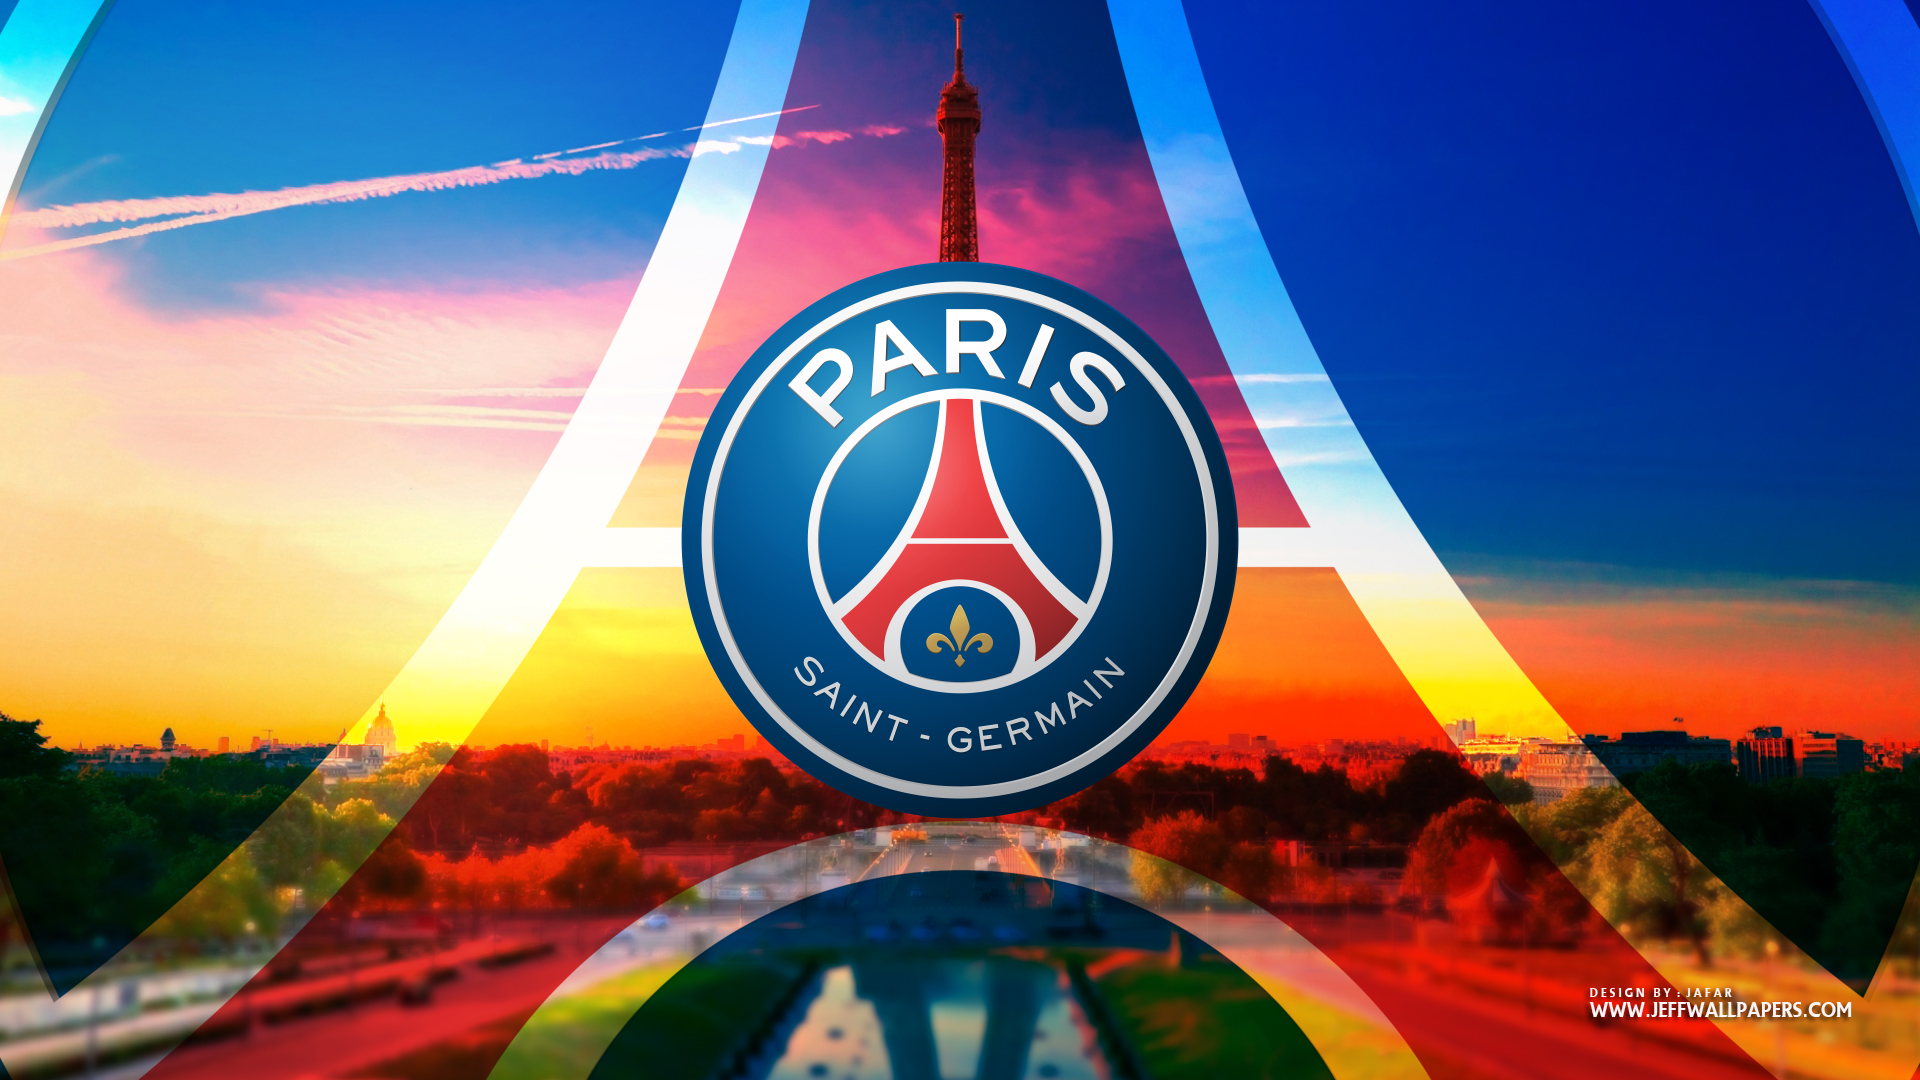 PARIS
SAINT - GERMAIN
DESIGN BY : JAFAR
WWW.JEFFWALLPAPERS.COM